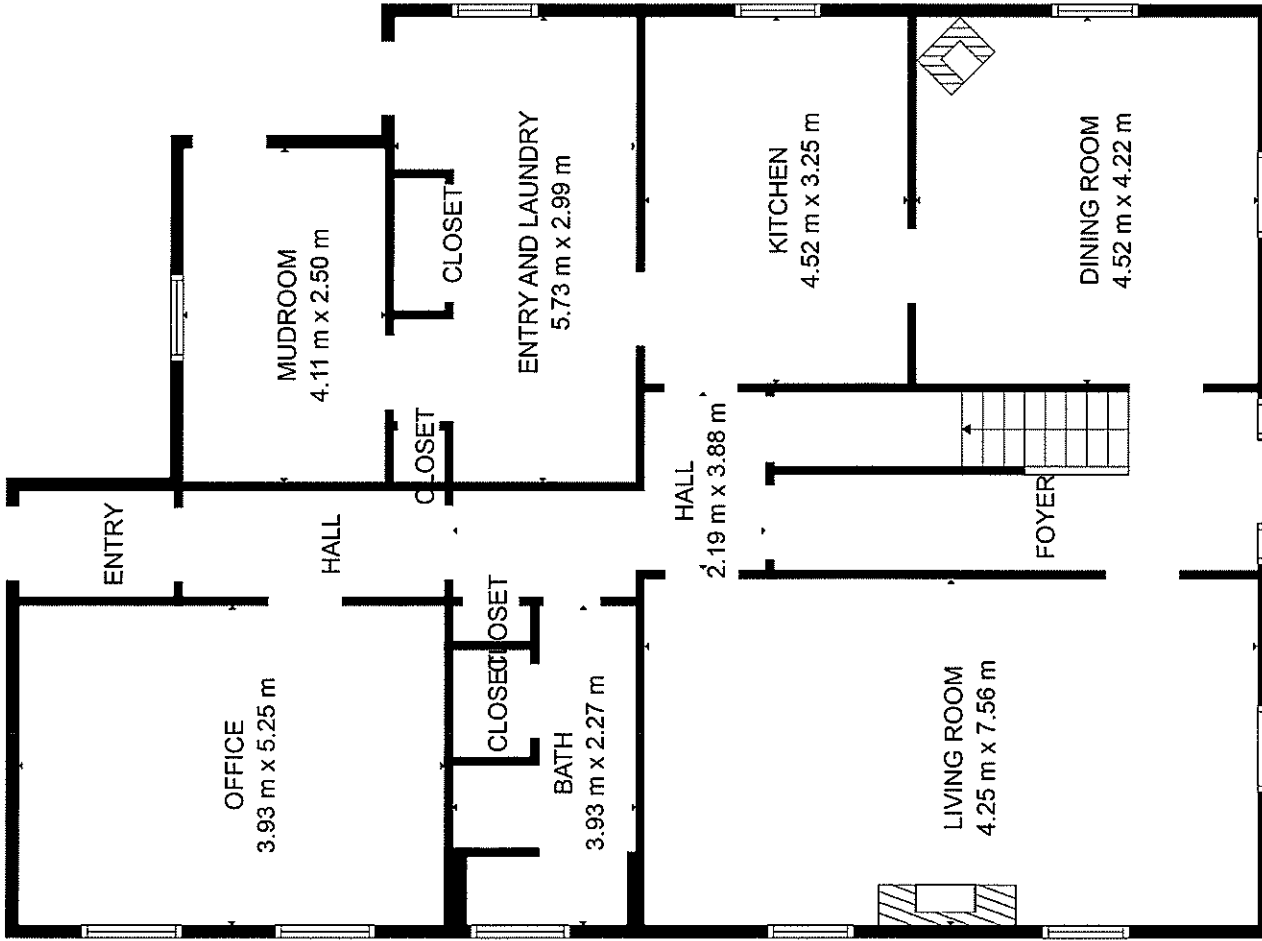 ENTRY
HALL
OFFICE
3.93 m x 5.25 m
MUDROOM
4.11 m x 2.50 m
CLOSET
CLOSET
CLOSET
CLOSET
BATH
3.93 m x 2.27 m
ENTRY AND LAUNDRY
5.73 m x 2.99 m
HALL
2.19 m x 3.88 m
KITCHEN
4.52 m x 3.25 m
LIVING ROOM
4.25 m x 7.56 m
FOYER
DINING ROOM
4.52 m x 4.22 m